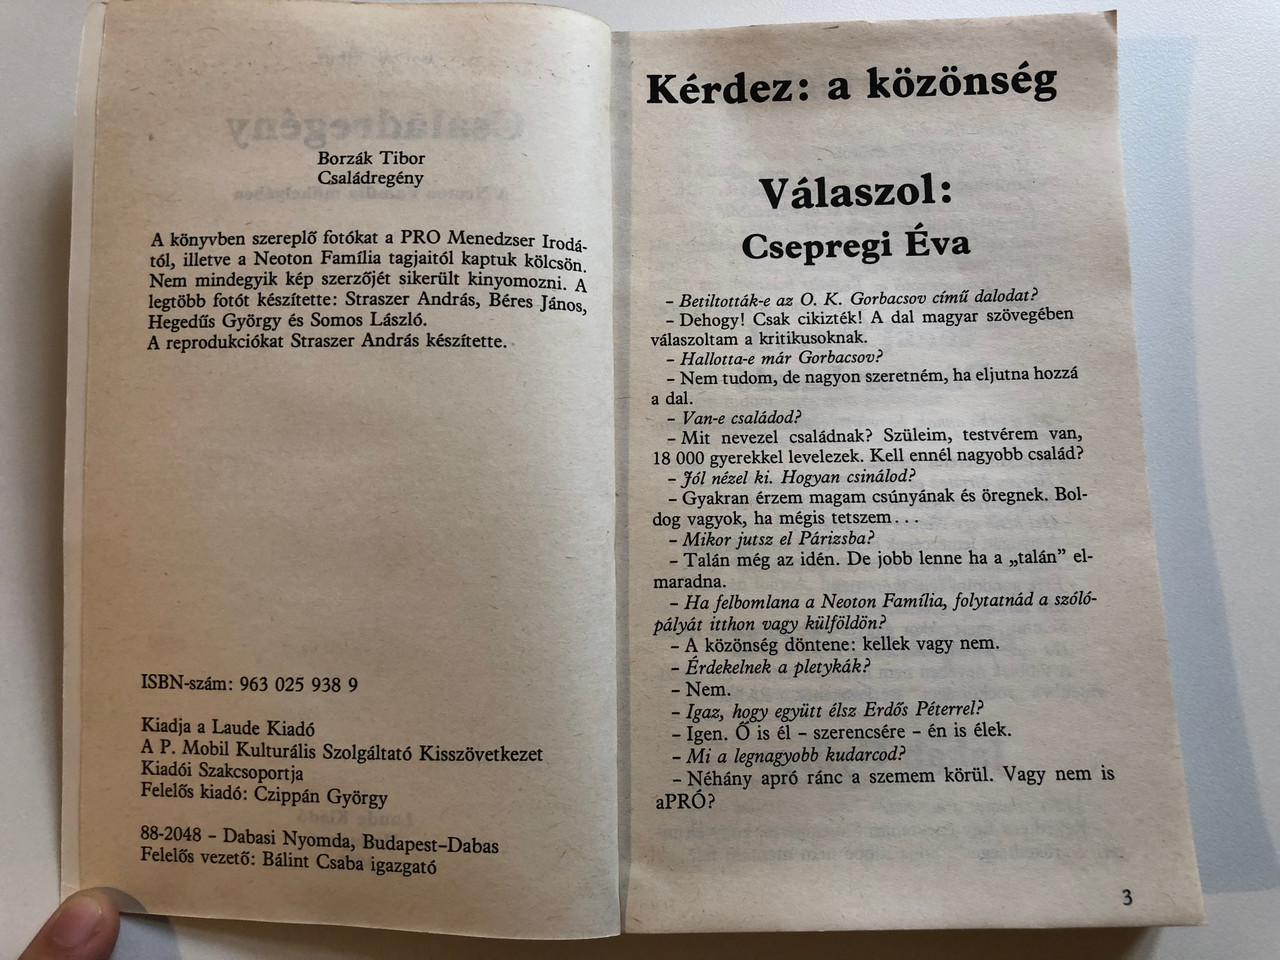 Borzák Tibor
Családregény
A könyvben szereplő fotókat a PRO Menedzser Irodá-
tól, illetve a Neoton Família tagjaitól kaptuk kölcsön.
Nem mindegyik kép szerzőjét sikerült kinyomozni. A
legtöbb fotót készítette: Straszer András, Béres János,
Hegedűs György és Somos László.
A reprodukciókat Straszer András készítette.
ISBN-szám: 963 025 938 9
Kiadja a Laude Kiadó
A P. Mobil Kulturális Szolgáltató Kisszövetkezet
Kiadói Szakcsoportja
Felelős kiadó: Czippán György
88-2048 – Dabasi Nyomda, Budapest–Dabas
Felelős vezető: Bálint Csaba igazgató
Kérdez: a közönség
Válaszol:
Csepregi Éva
– Betiltották-e az O. K. Gorbacsov című dalodat?
– Dehogy! Csak cikizték! A dal magyar szövegében
válaszoltam a kritikusoknak.
– Hallotta-e már Gorbacsov?
– Nem tudom, de nagyon szeretném, ha eljutna hozzá
a dal.
– Van-e családod?
– Mit nevezel családnak? Szüleim, testvérem van,
18 000 gyerekkel levelezek. Kell ennél nagyobb család?
– Jól nézel ki. Hogyan csinálod?
– Gyakran érzem magam csúnyának és öregnek. Bol-
dog vagyok, ha mégis tetszem...
– Mikor jutsz el Párizsba?
– Talán még az idén. De jobb lenne ha a „talán” el-
maradna.
– Ha felbomlana a Neoton Família, folytatnád a szóló-
pályát itthon vagy külföldön?
– A közönség döntene: kellek vagy nem.
– Érdekelnek a pletykák?
– Nem.
– Igaz, hogy együtt élsz Erdős Péterrel?
– Igen. Ő is él – szerencsére – én is élek.
– Mi a legnagyobb kudarcod?
– Néhány apró ránc a szemem körül. Vagy nem is
aPRÓ?
3